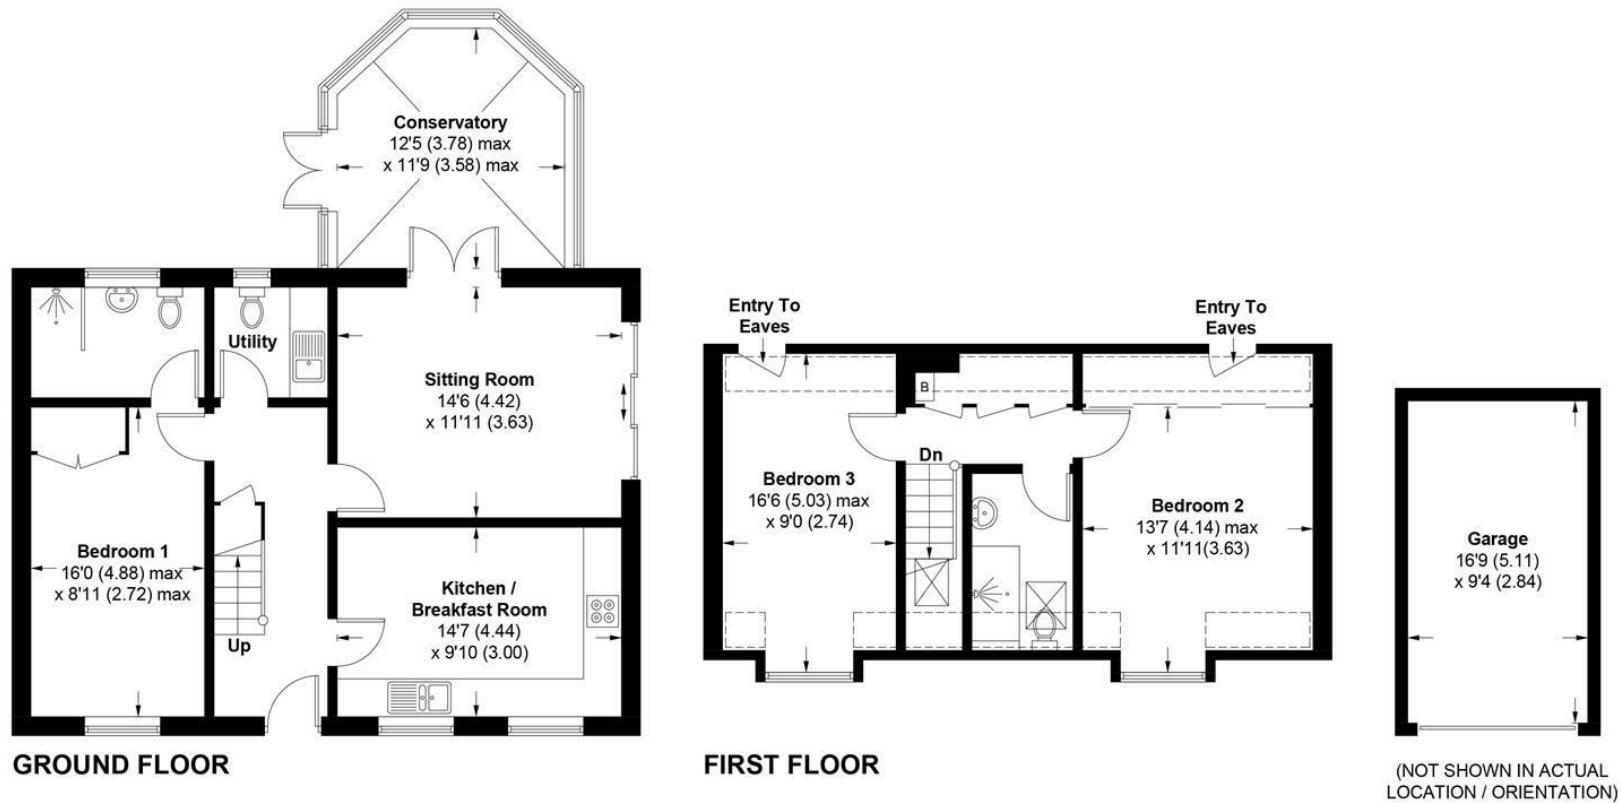 Conservatory
12'5 (3.78) max
x 11'9 (3.58) max
Utility
Sitting Room
14'6 (4.42)
x 11'11 (3.63)
Bedroom 1
16'0 (4.88) max
x 8'11 (2.72) max
Up
Kitchen /
Breakfast Room
14'7 (4.44)
x 9'10 (3.00)
GROUND FLOOR
Entry To
Eaves
Entry To
Eaves
B
Dn
Bedroom 3
16'6 (5.03) max
x 9'0 (2.74)
Bedroom 2
13'7 (4.14) max
x 11'11(3.63)
FIRST FLOOR
Garage
16'9 (5.11)
x 9'4 (2.84)
(NOT SHOWN IN ACTUAL
LOCATION / ORIENTATION)